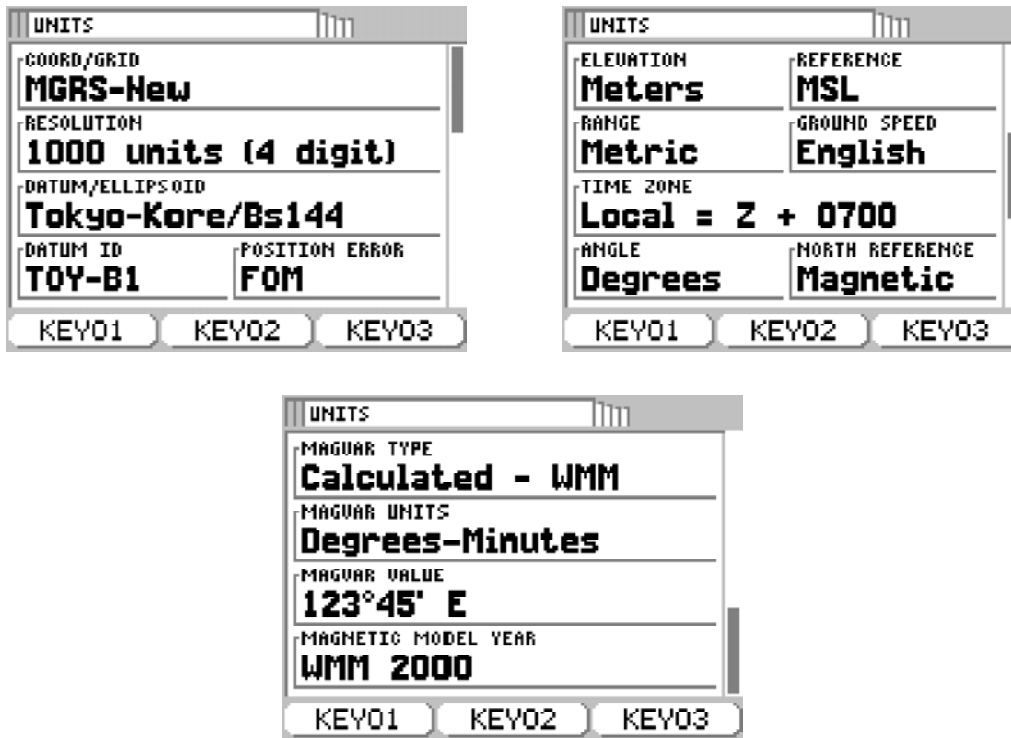 UNITS
COORD/GRID
MGRS-New
RESOLUTION
1000 units (4 digit)
DATUM/ELLIPSOID
Tokyo-Kore/Bs144
DATUM ID POSITION ERROR
TOY-B1 FOM
KEY01 KEY02 KEY03
UNITS
ELEVATION REFERENCE
Meters MSL
RANGE GROUND SPEED
Metric English
TIME ZONE
Local = Z + 0700
ANGLE NORTH REFERENCE
Degrees Magnetic
KEY01 KEY02 KEY03
UNITS
MAGVAR TYPE
Calculated - WMM
MAGVAR UNITS
Degrees-Minutes
MAGVAR VALUE
123°45' E
MAGNETIC MODEL YEAR
WMM 2000
KEY01 KEY02 KEY03